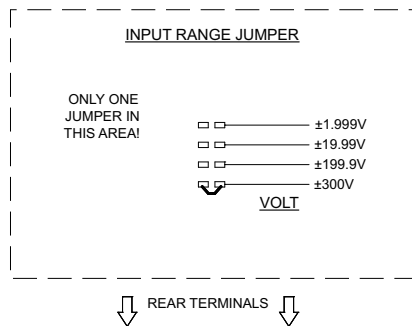 INPUT RANGE JUMPER
ONLY ONE
JUMPER IN
THIS AREA!
±1.999V
±19.99V
±199.9V
±300V
VOLT
REAR TERMINALS